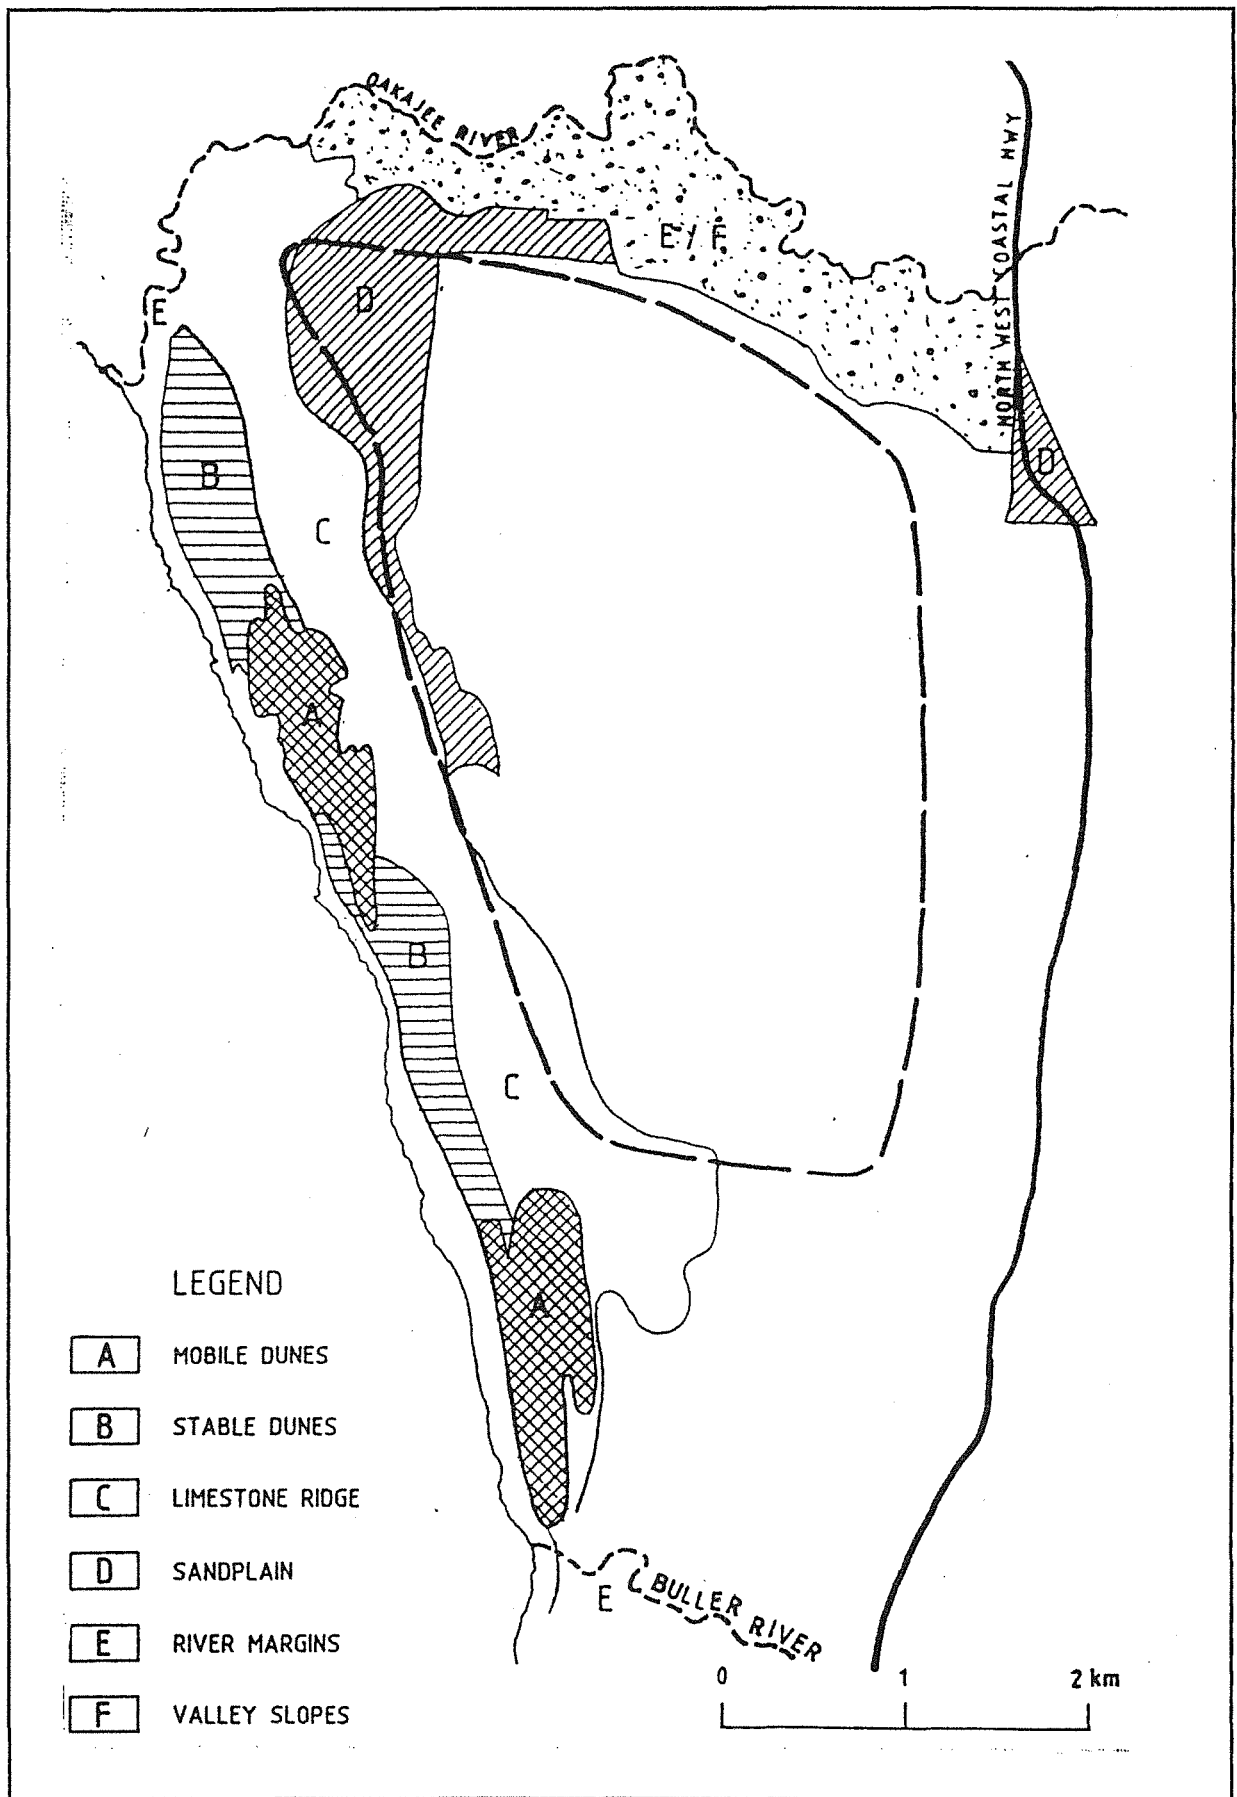 OAKAJEE RIVER
NORTH WEST COASTAL HWY
E / F
E
D
D
B
C
A
B
C
A
LEGEND
A MOBILE DUNES
B STABLE DUNES
C LIMESTONE RIDGE
D SANDPLAIN
E RIVER MARGINS
F VALLEY SLOPES
E
BULLER RIVER
0 1 2 km